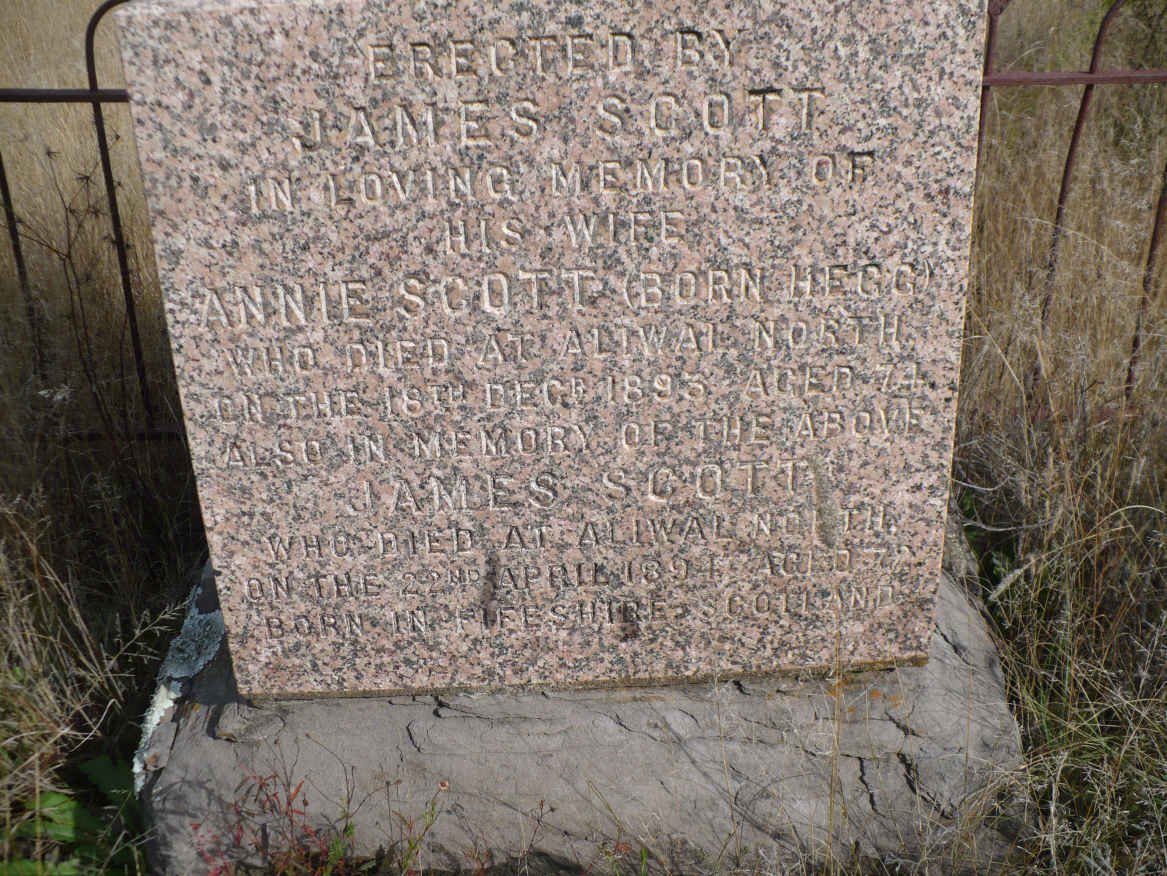 ERECTED BY
JAMES SCOTT
IN LOVING MEMORY OF
HIS WIFE
ANNIE SCOTT (BORN HEGG)
WHO DIED AT ALIWAL NORTH
ON THE 18TH DECR 1893 AGED 74
ALSO IN MEMORY OF THE ABOVE
JAMES SCOTT
WHO DIED AT ALIWAL NORTH
ON THE 22ND APRIL 1894 AGED
BORN IN FIFESHIRE SCOTLAND